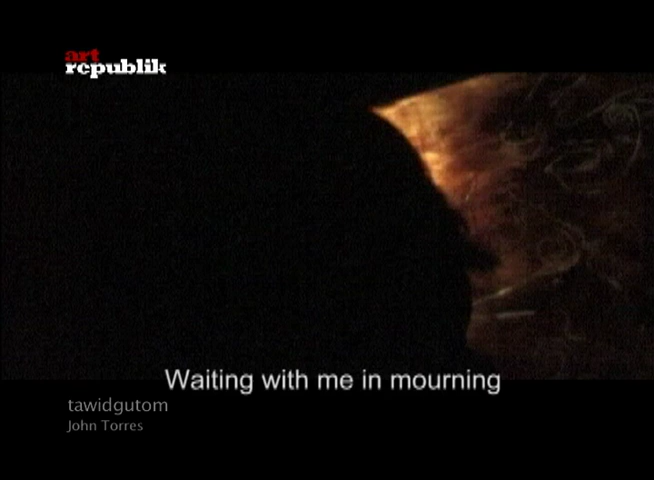 art
republik
Waiting with me in mourning
tawidgutom
John Torres